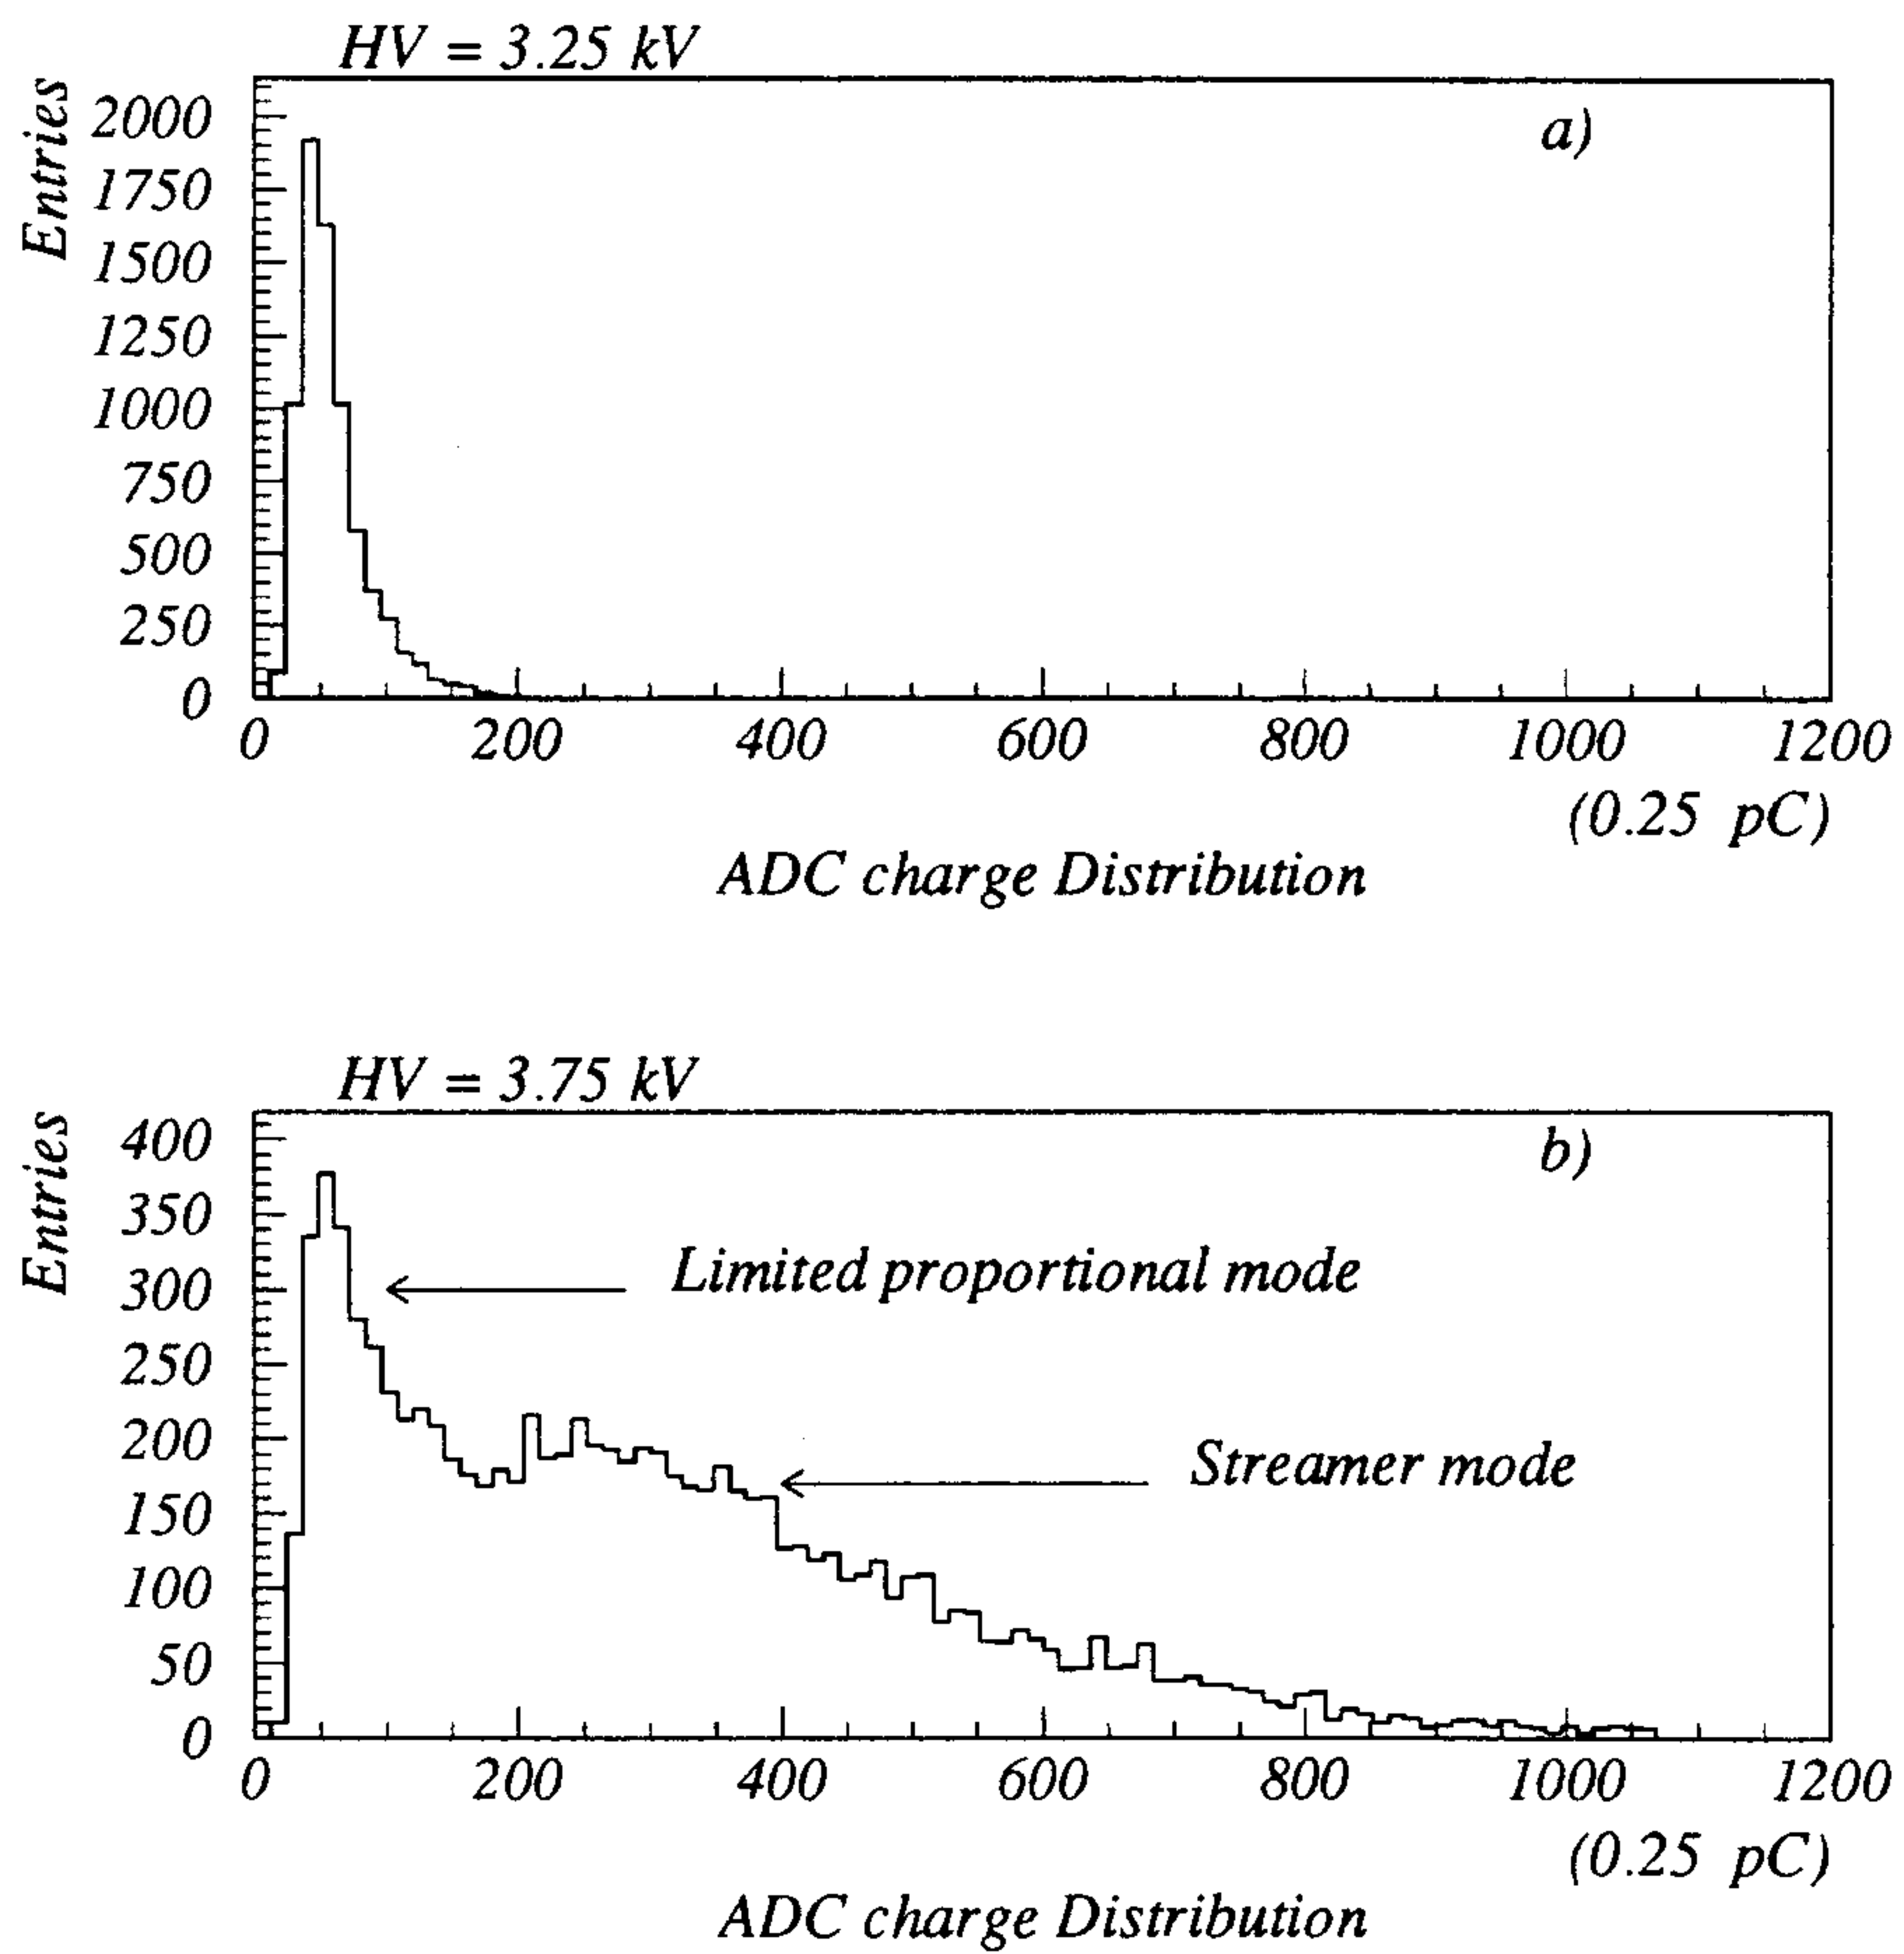 HV = 3.25 kV
a)
Entries
2000
1750
1500
1250
1000
750
500
250
0
0 200 400 600 800 1000 1200
(0.25 pC)
ADC charge Distribution
HV = 3.75 kV
b)
Entries
400
350
300
250
200
150
100
50
0
Limited proportional mode
Streamer mode
0 200 400 600 800 1000 1200
(0.25 pC)
ADC charge Distribution